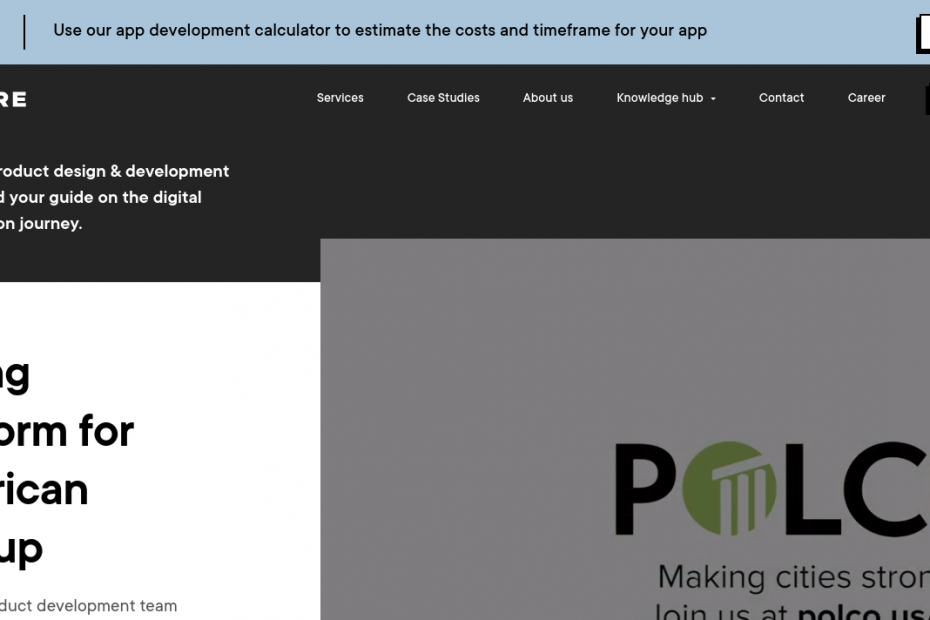 Use our app development calculator to estimate the costs and timeframe for your app
RE
Services Case Studies About us Knowledge hub Contact Career
roduct design & development
d your guide on the digital
on journey.
ng
orm for
rican
up
POLC
Making cities stron
Join us at polco.us
duct development team